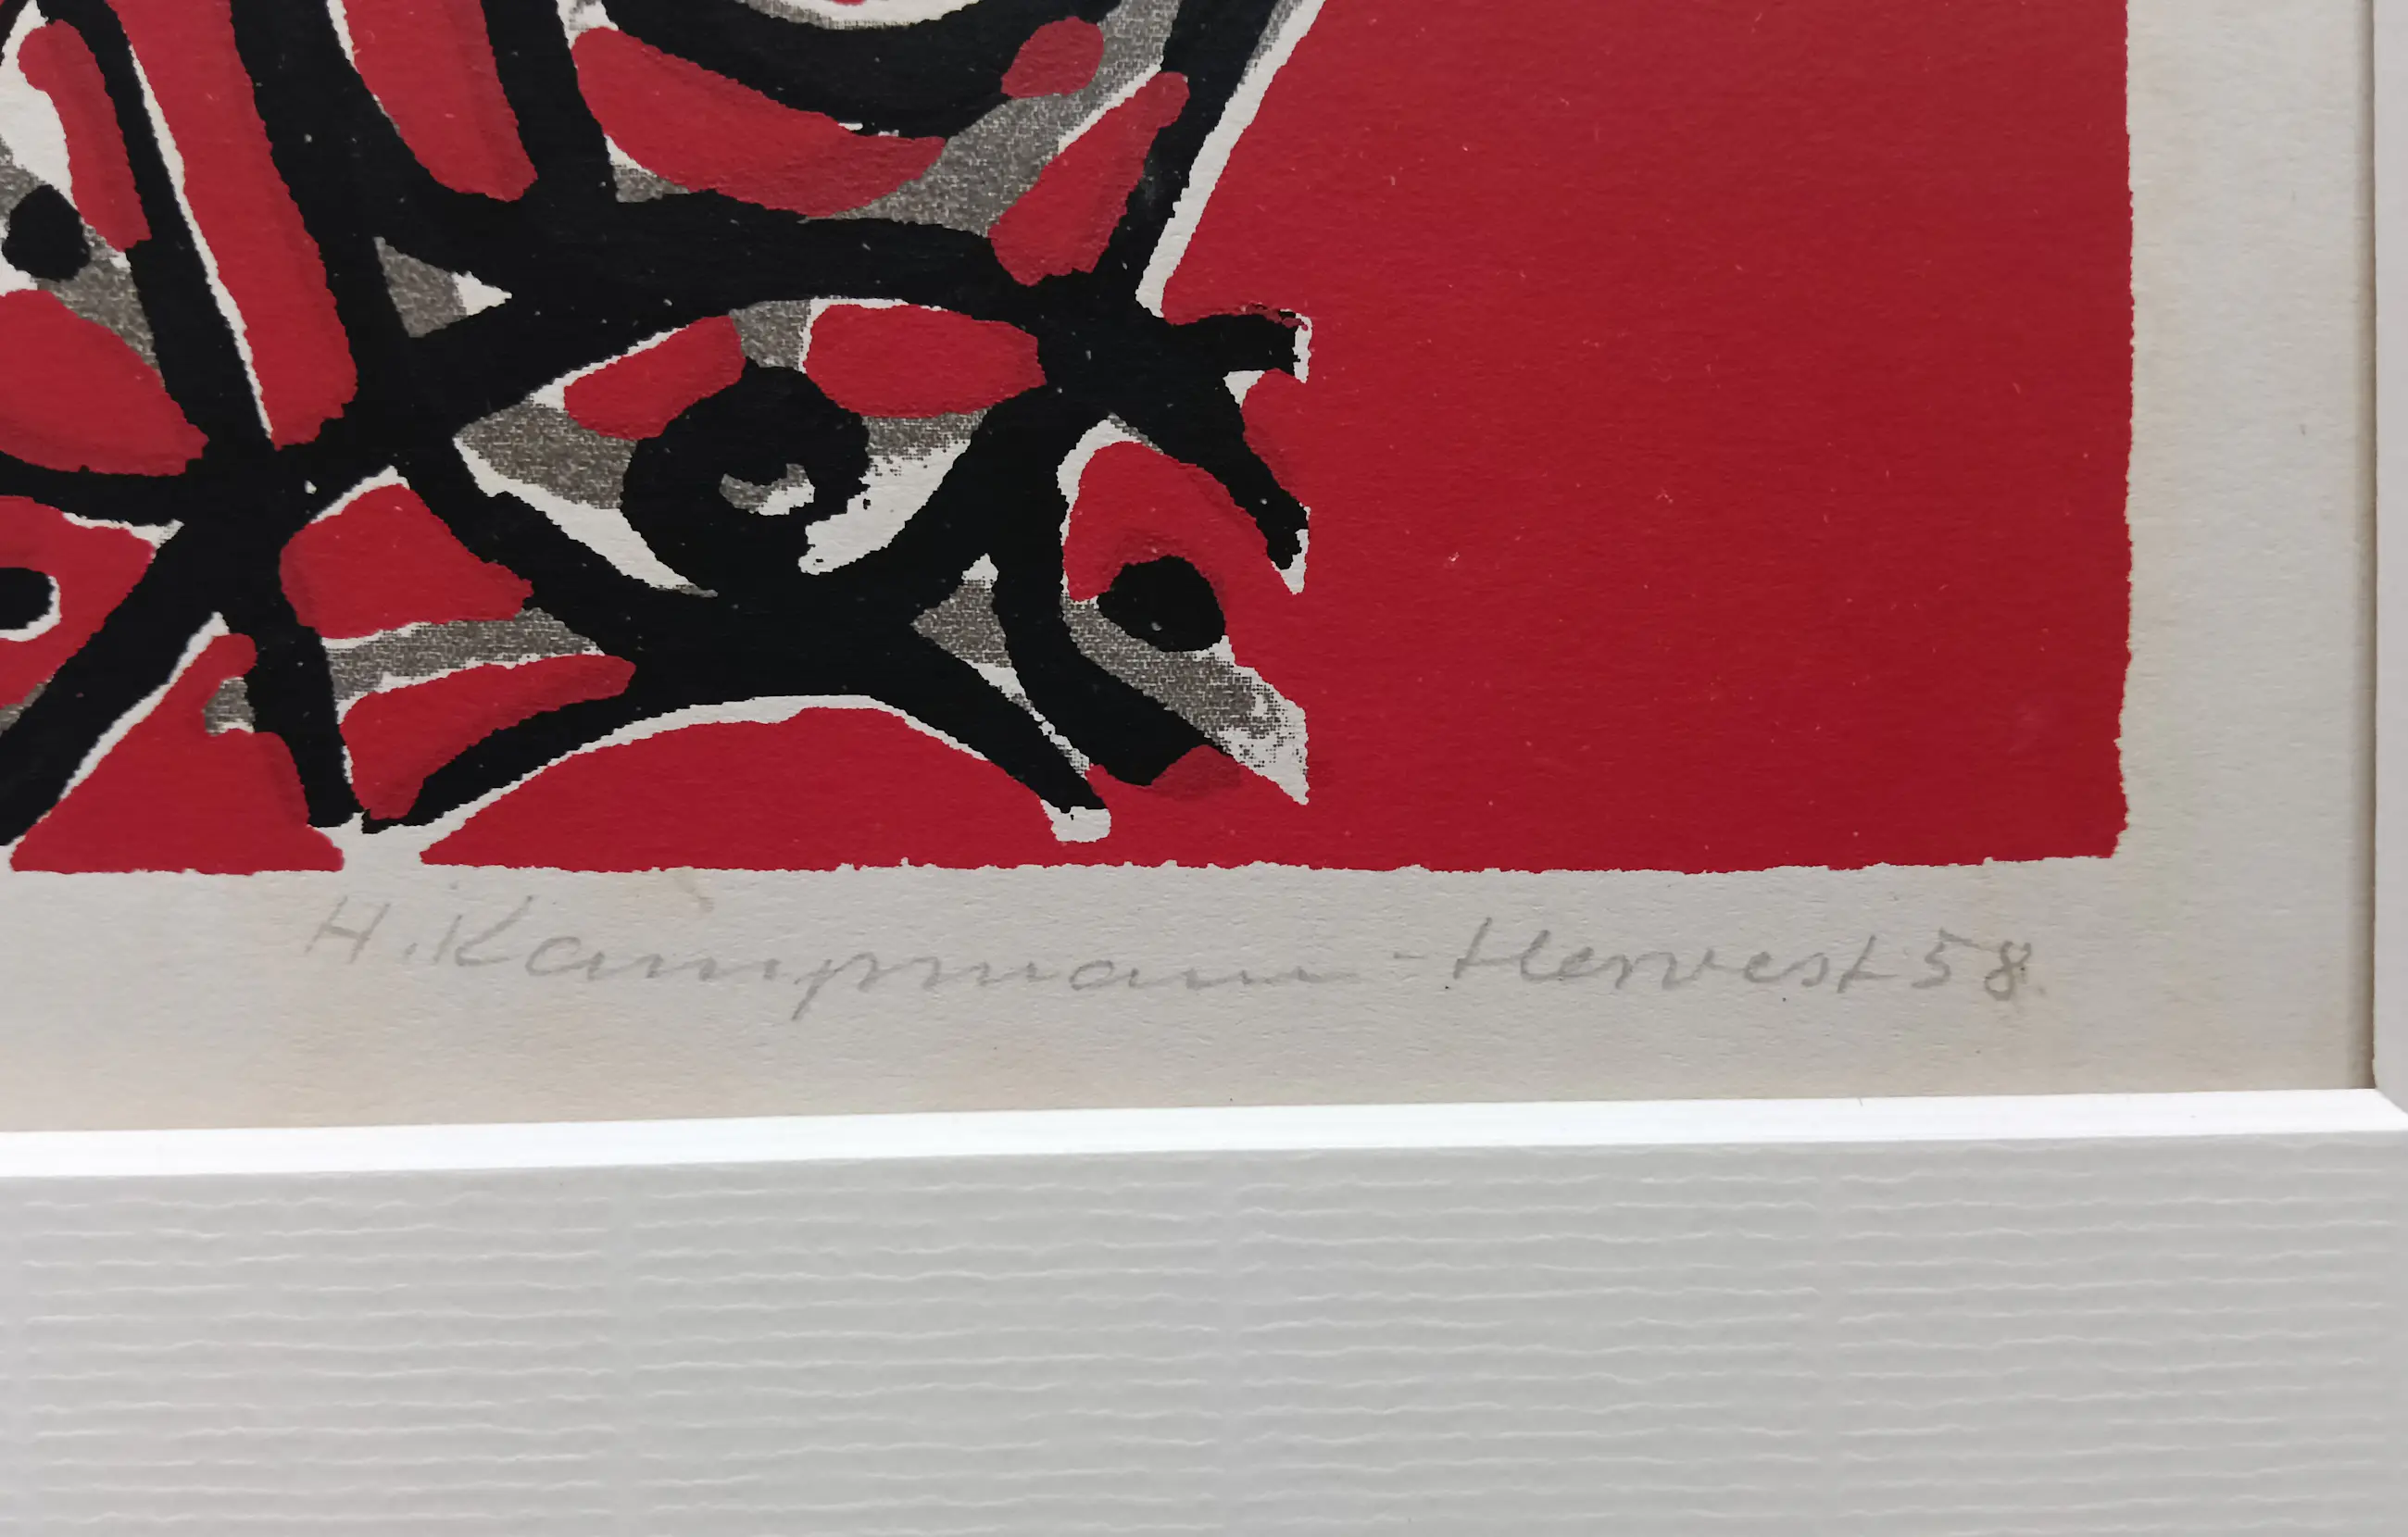 H. Kampmann - Hervest 58.